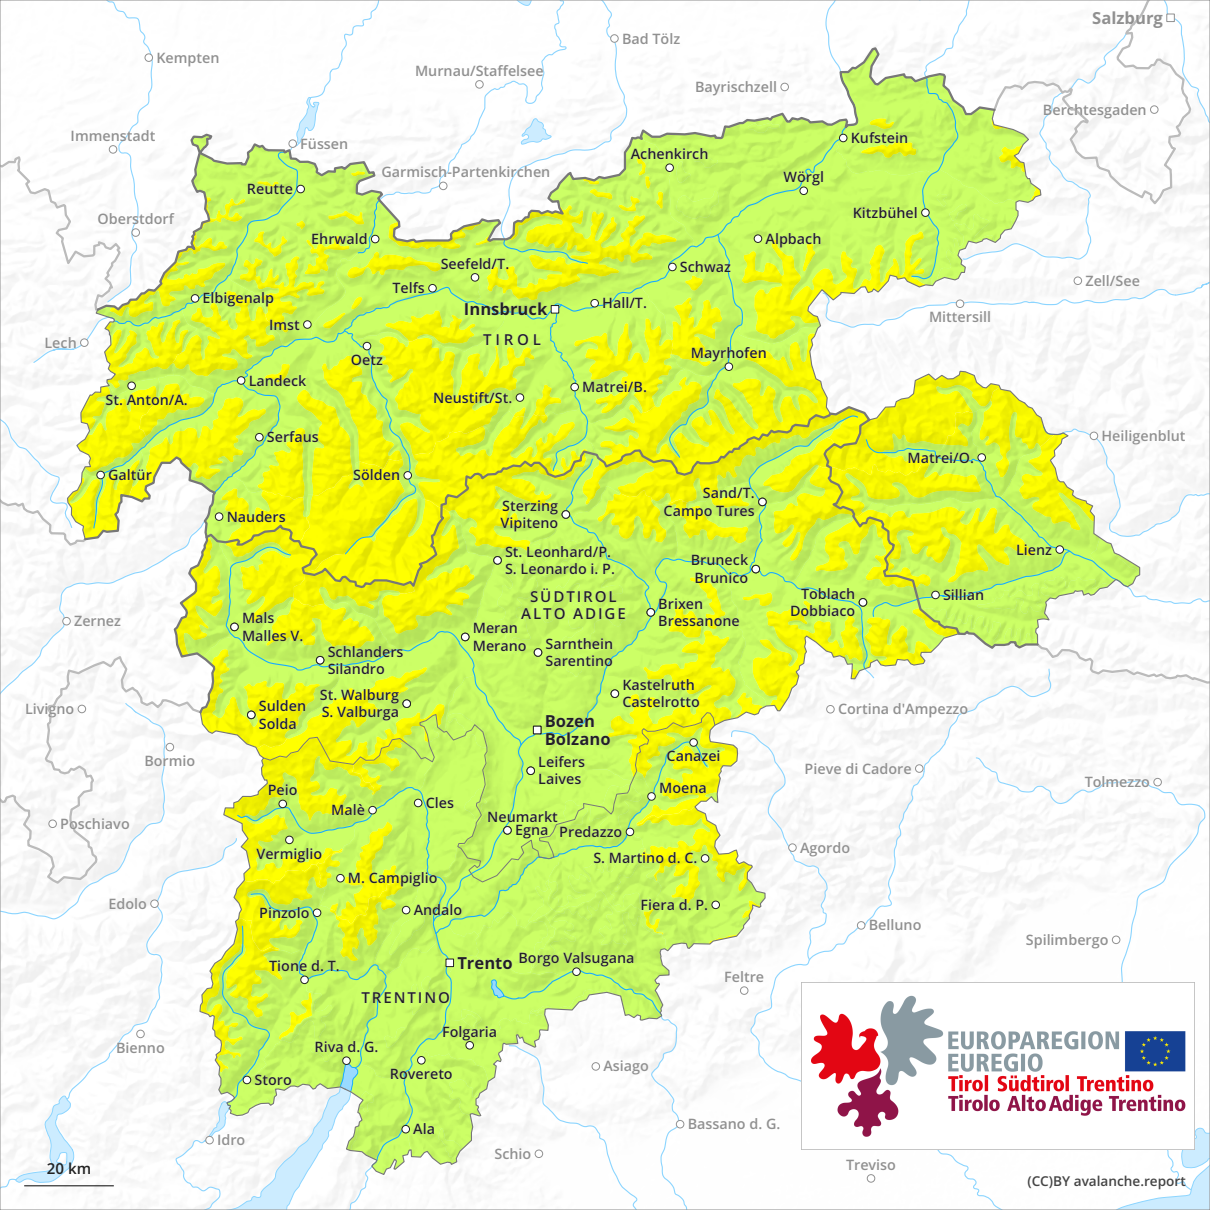 Salzburg
Bad Tölz
Kempten
Murnau/Staffelsee
Bayrischzell
Berchtesgaden
Immenstadt
Füssen
Kufstein
Achenkirch
Garmisch-Partenkirchen
Wörgl
Reutte
Oberstdorf
Kitzbühel
Ehrwald
Alpbach
Seefeld/T.
Schwaz
Zell/See
Telfs
Elbigenalp
Hall/T.
Innsbruck
Mittersill
Imst
TIROL
Lech
Mayrhofen
Oetz
Landeck
Matrei/B.
St. Anton/A.
Neustift/St.
Serfaus
Heiligenblut
Matrei/O.
Galtür
Sölden
Sand/T.
Campo Tures
Sterzing
Vipiteno
Nauders
Lienz
St. Leonhard/P.
S. Leonardo i. P.
Bruneck
Brunico
SÜDTIROL
ALTO ADIGE
Toblach
Dobbiaco
Sillian
Brixen
Bressanone
Zernez
Mals
Malles V.
Meran
Merano
Sarnthein
Sarentino
Schlanders
Silandro
Kastelruth
Castelrotto
St. Walburg
S. Valburga
Livigno
Sulden
Solda
Cortina d'Ampezzo
Bozen
Bolzano
Bormio
Canazei
Leifers
Laives
Pieve di Cadore
Tolmezzo
Peio
Moena
Malè
Cles
Neumarkt
Egna
Predazzo
Poschiavo
Vermiglio
Agordo
S. Martino d. C.
M. Campiglio
Edolo
Pinzolo
Andalo
Fiera d. P.
Belluno
Spilimbergo
Borgo Valsugana
Trento
Tione d. T.
Feltre
TRENTINO
Folgaria
Bienno
Riva d. G.
EUROPAREGION
EUREGIO
Tirol Südtirol Trentino
Tirolo Alto Adige Trentino
Asiago
Rovereto
Storo
Bassano d. G.
Ala
Idro
Schio
Treviso
20 km
(CC)BY avalanche.report